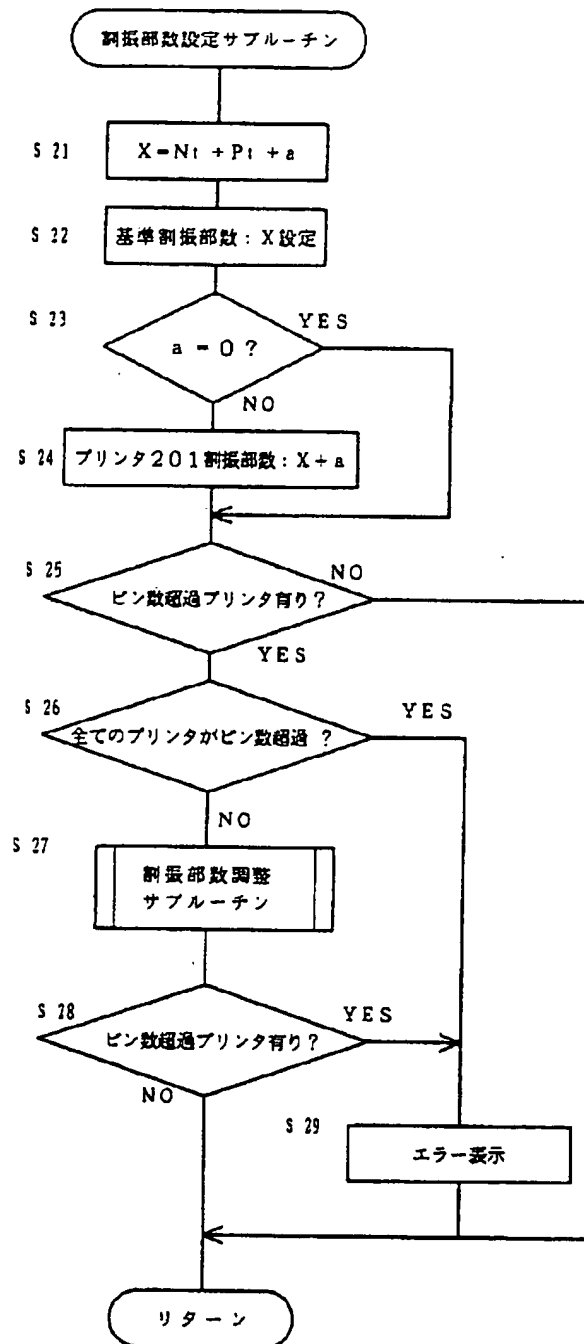 割振部数設定サブルーチン
S 21
X=Nt + Pt + a
S 22
基準割振部数: X設定
S 23
YES
a = 0 ?
NO
S 24
プリンタ201割振部数: X+a
S 25
NO
ビン数超過プリンタ有り?
YES
S 26
YES
全てのプリンタがビン数超過 ?
NO
S 27
割振部数調整
サブルーチン
S 28
YES
ビン数超過プリンタ有り?
NO
S 29
エラー表示
リターン